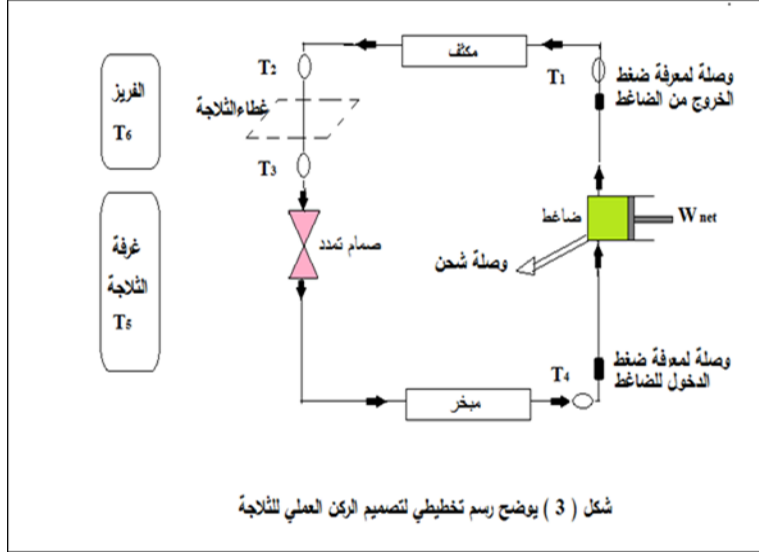 مكثف
T2
T1
وصلة لمعرفة ضغط
الخروج من الضاغط
الفريز
T6
غطاءالثلاجة
T3
غرفة
الثلاجة
T5
صمام تمدد
ضاغط
W net
وصلة شحن
وصلة لمعرفة ضغط
الدخول للضاغط
T4
مبخر
شكل ( 3 ) يوضح رسم تخطيطي لتصميم الركن العملي للثلاجة